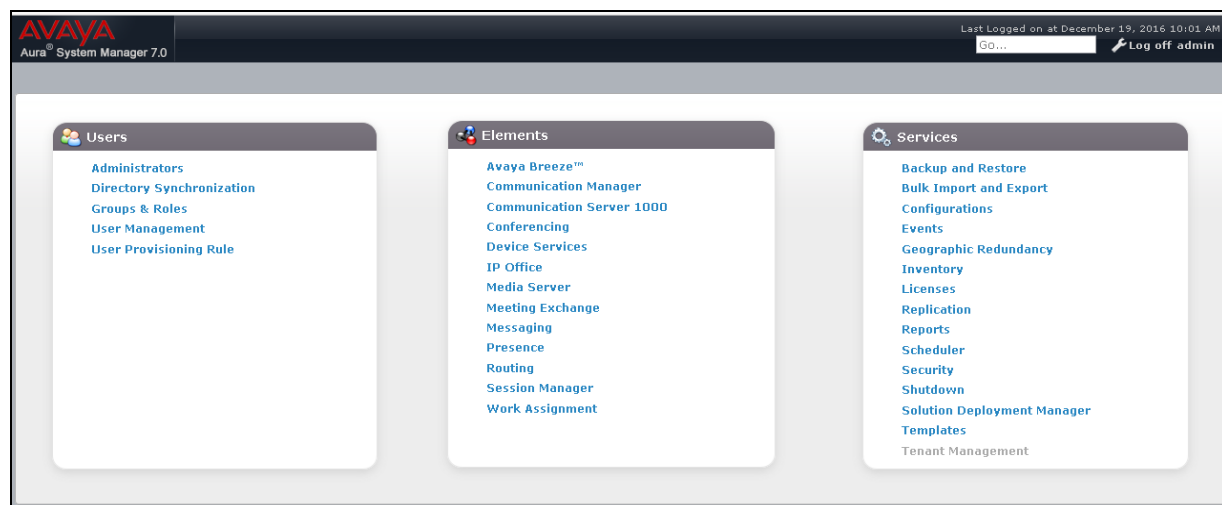 AVAYA
Aura® System Manager 7.0
Last Logged on at December 19, 2016 10:01 AM
Go...
Log off admin
Users
Administrators
Directory Synchronization
Groups & Roles
User Management
User Provisioning Rule
Elements
Avaya Breeze™
Communication Manager
Communication Server 1000
Conferencing
Device Services
IP Office
Media Server
Meeting Exchange
Messaging
Presence
Routing
Session Manager
Work Assignment
Services
Backup and Restore
Bulk Import and Export
Configurations
Events
Geographic Redundancy
Inventory
Licenses
Replication
Reports
Scheduler
Security
Shutdown
Solution Deployment Manager
Templates
Tenant Management